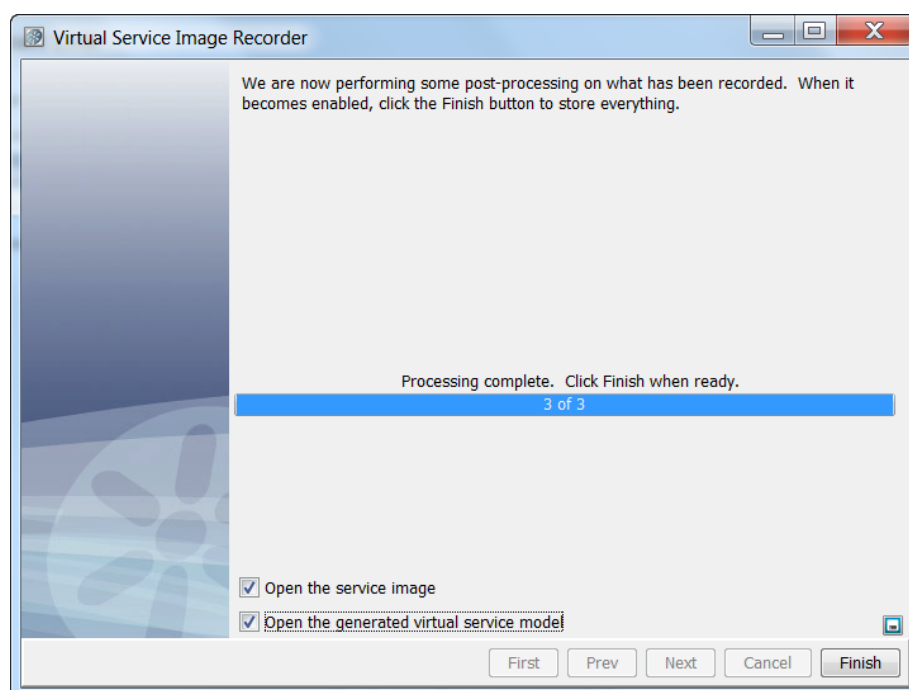 Virtual Service Image Recorder
We are now performing some post-processing on what has been recorded.  When it
becomes enabled, click the Finish button to store everything.
Processing complete.  Click Finish when ready.
3 of 3
Open the service image
Open the generated virtual service model
First Prev Next Cancel Finish